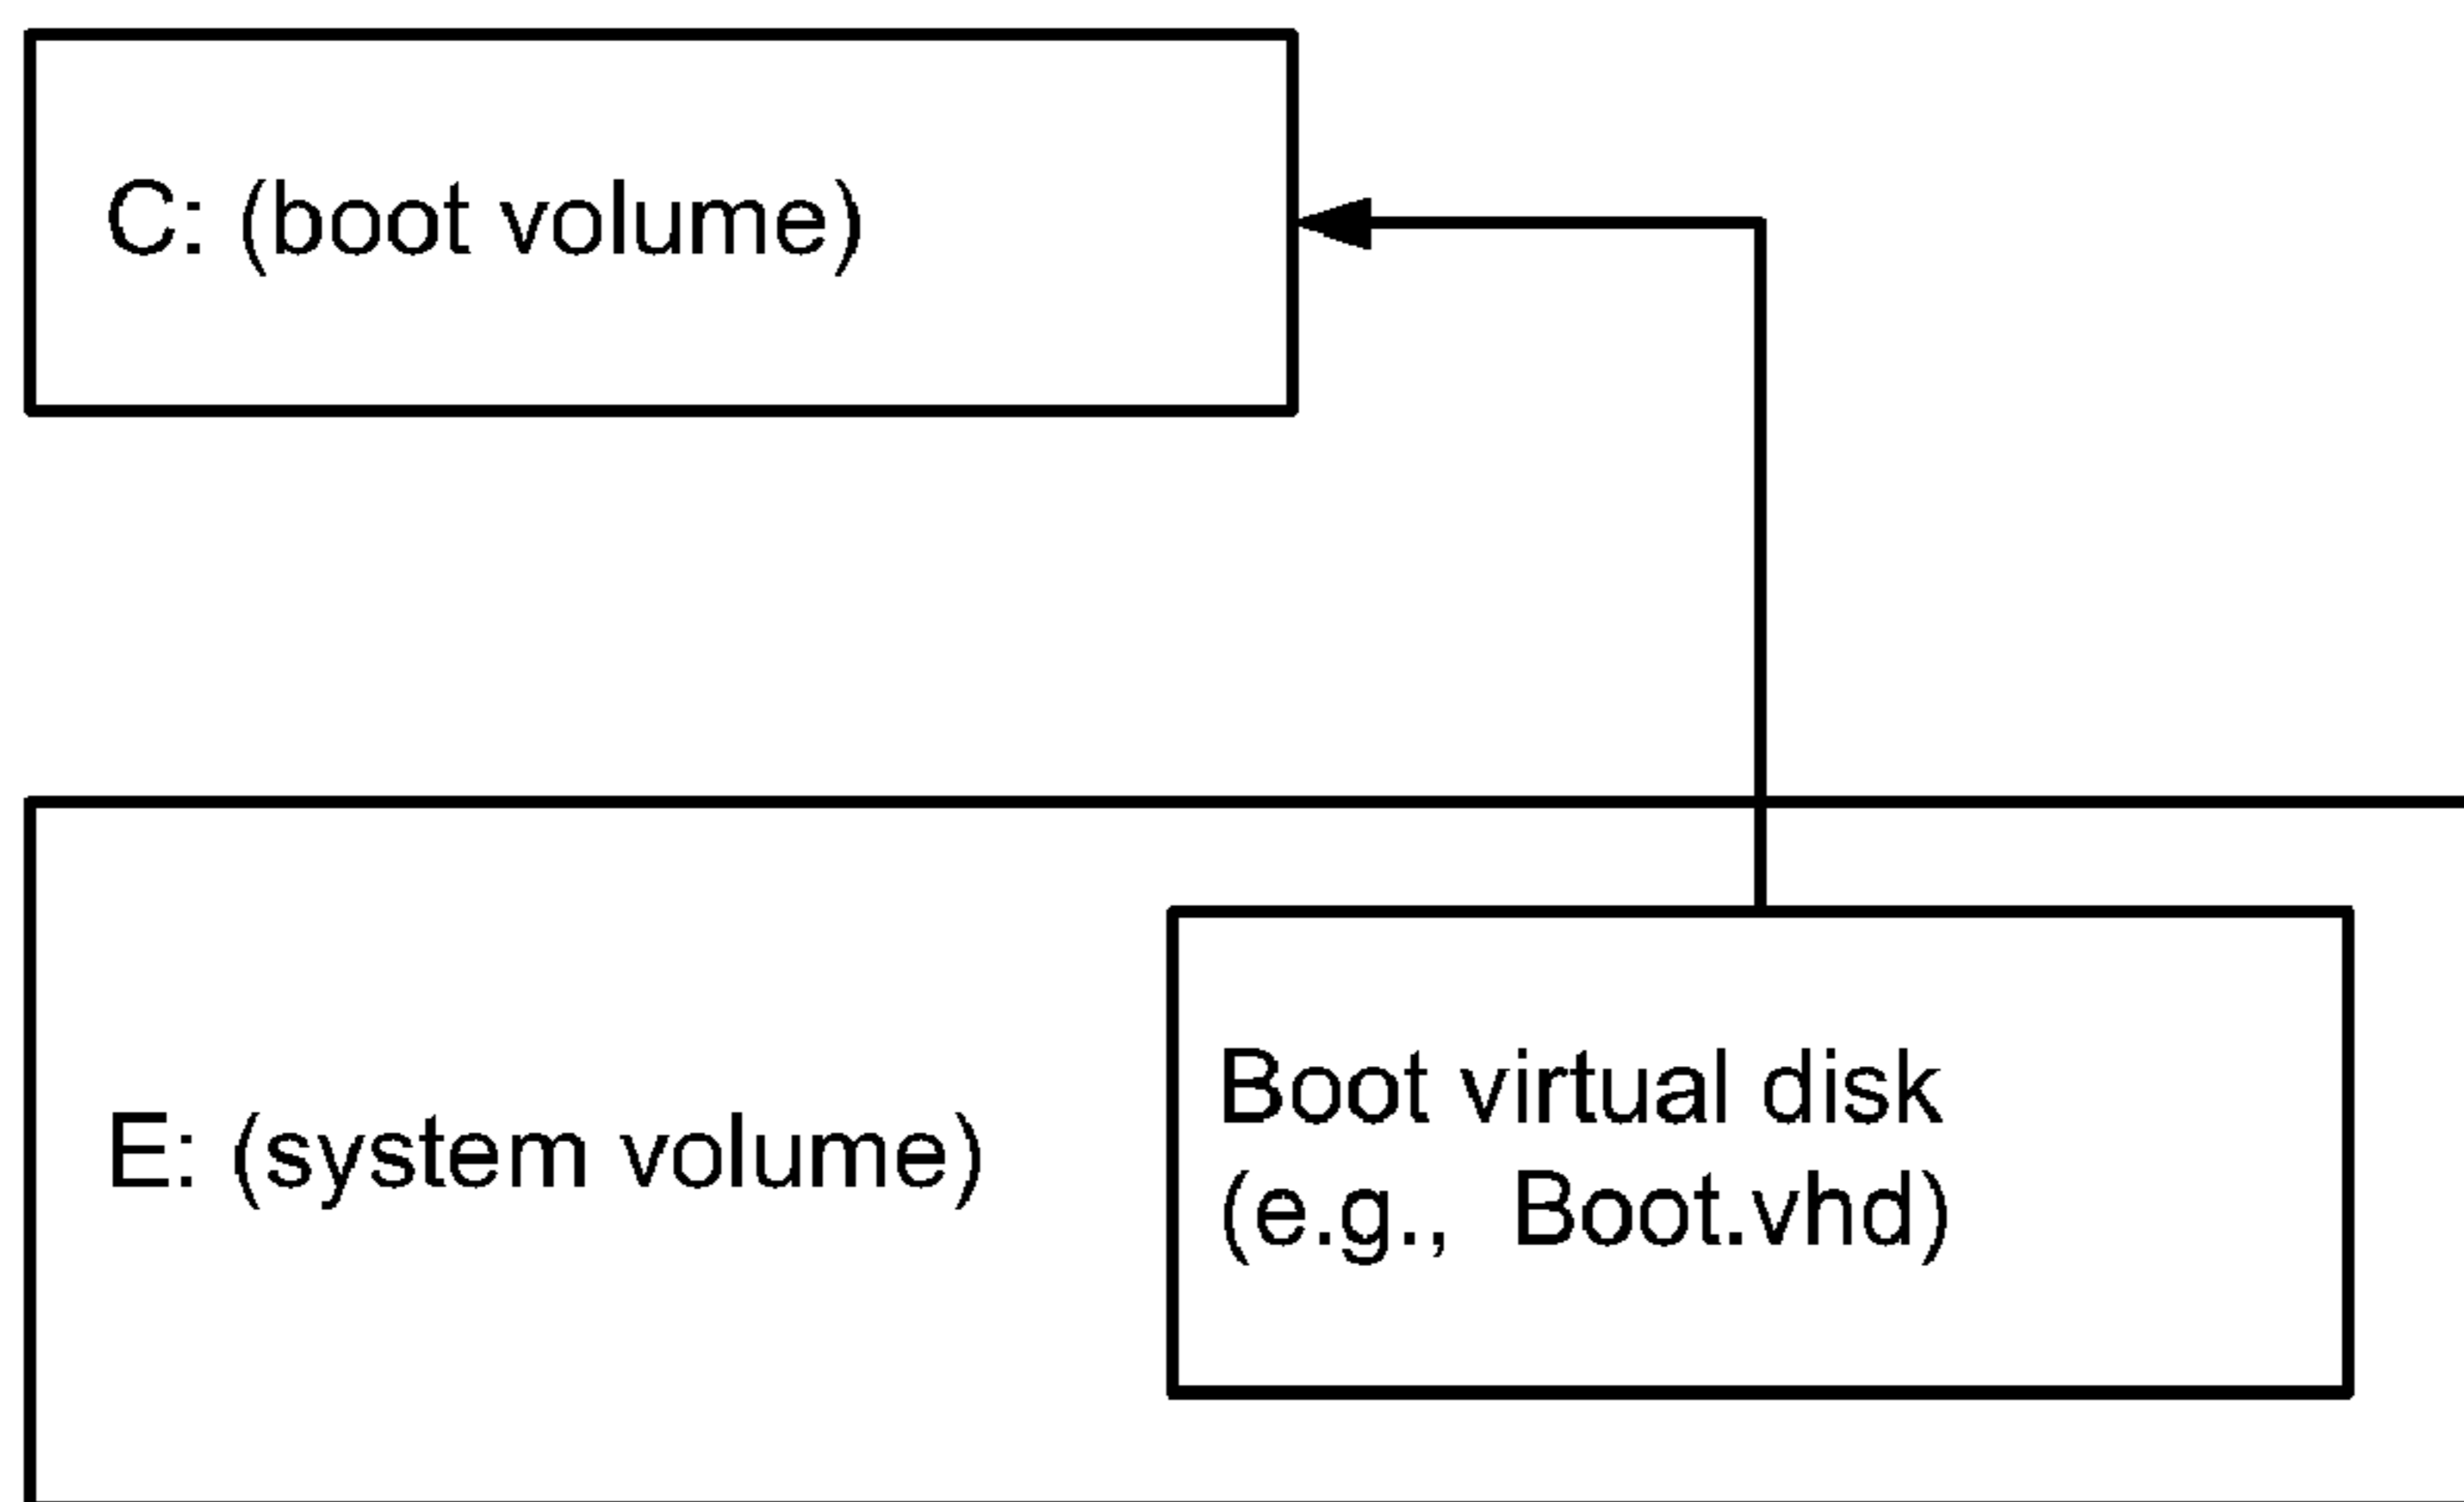 C: (boot volume)
E: (system volume)
Boot virtual disk
(e.g., Boot.vhd)